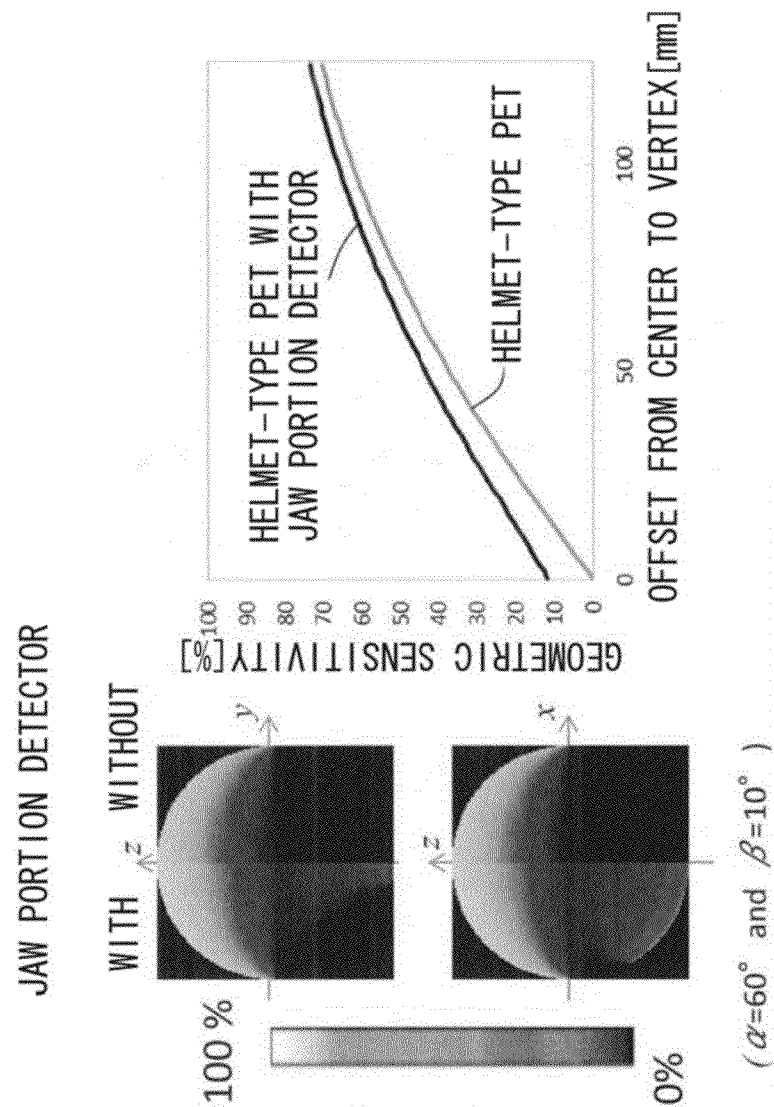 JAW PORTION DETECTOR
WITH
WITHOUT
100 %
0%
z
y
z
x
(α=60° and β=10° )
GEOMETRIC SENSITIVITY[%]
100
90
80
70
60
50
40
30
20
10
0
HELMET-TYPE PET WITH
JAW PORTION DETECTOR
HELMET-TYPE PET
0
50
100
OFFSET FROM CENTER TO VERTEX[mm]